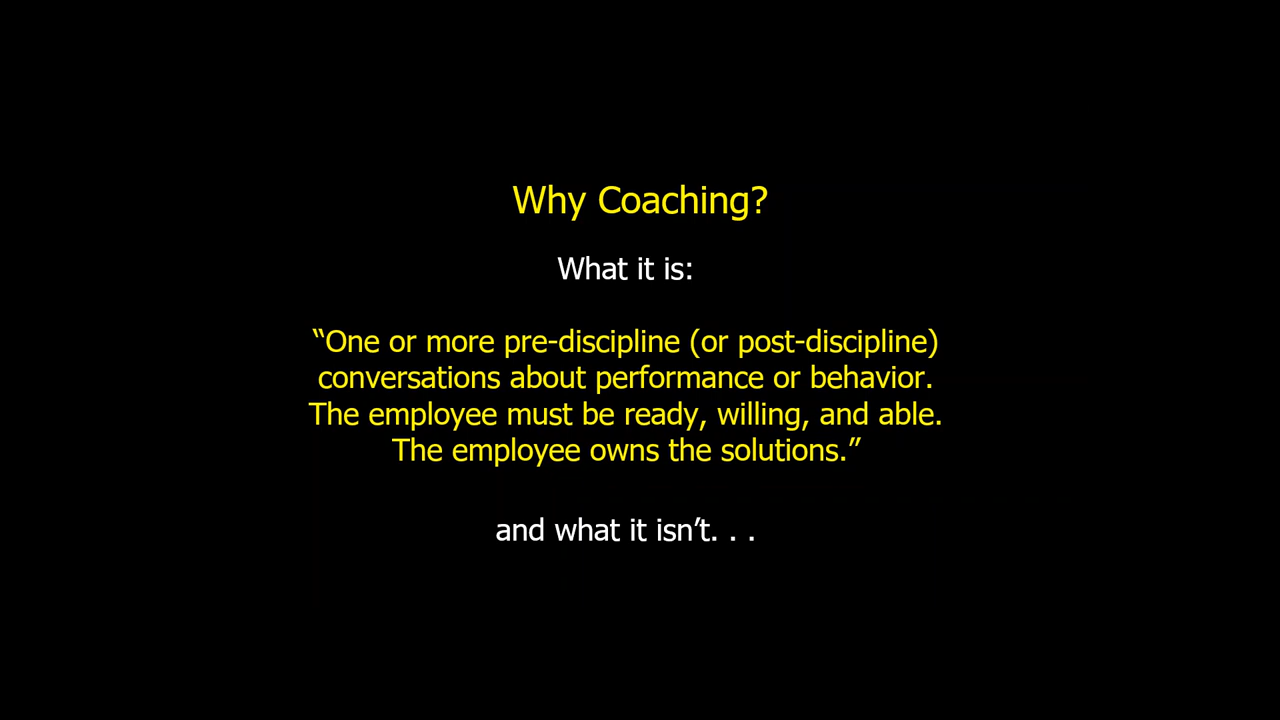 Why Coaching?
What it is:
“One or more pre-discipline (or post-discipline)
conversations about performance or behavior.
The employee must be ready, willing, and able.
The employee owns the solutions.”
and what it isn’t. . .